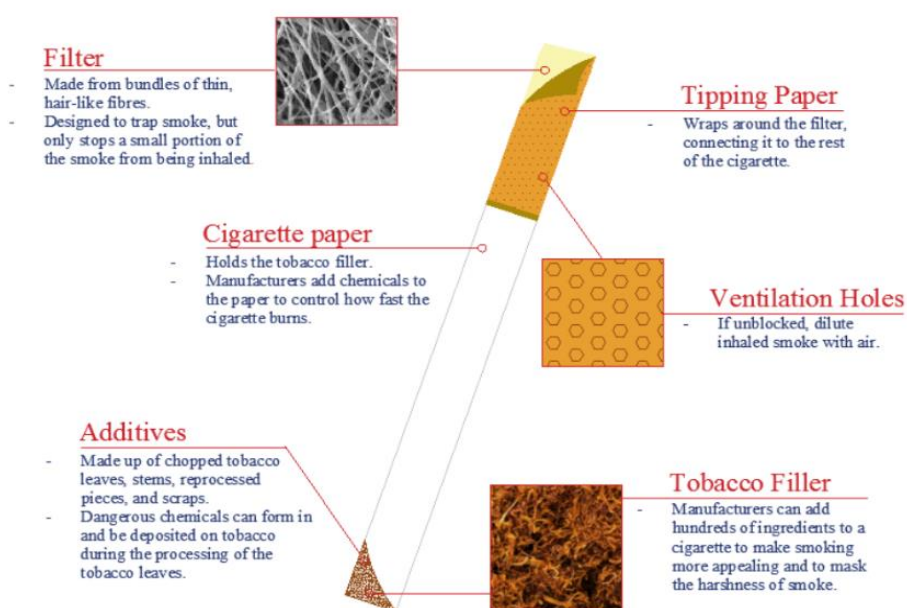 Filter
- Made from bundles of thin,
hair-like fibres.
- Designed to trap smoke, but
only stops a small portion of
the smoke from being inhaled.
Tipping Paper
- Wraps around the filter,
connecting it to the rest
of the cigarette.
Cigarette paper
- Holds the tobacco filler.
- Manufacturers add chemicals to
the paper to control how fast the
cigarette burns.
Ventilation Holes
- If unblocked, dilute
inhaled smoke with air.
Additives
- Made up of chopped tobacco
leaves, stems, reprocessed
pieces, and scraps.
- Dangerous chemicals can form in
and be deposited on tobacco
during the processing of the
tobacco leaves.
Tobacco Filler
- Manufacturers can add
hundreds of ingredients to a
cigarette to make smoking
more appealing and to mask
the harshness of smoke.